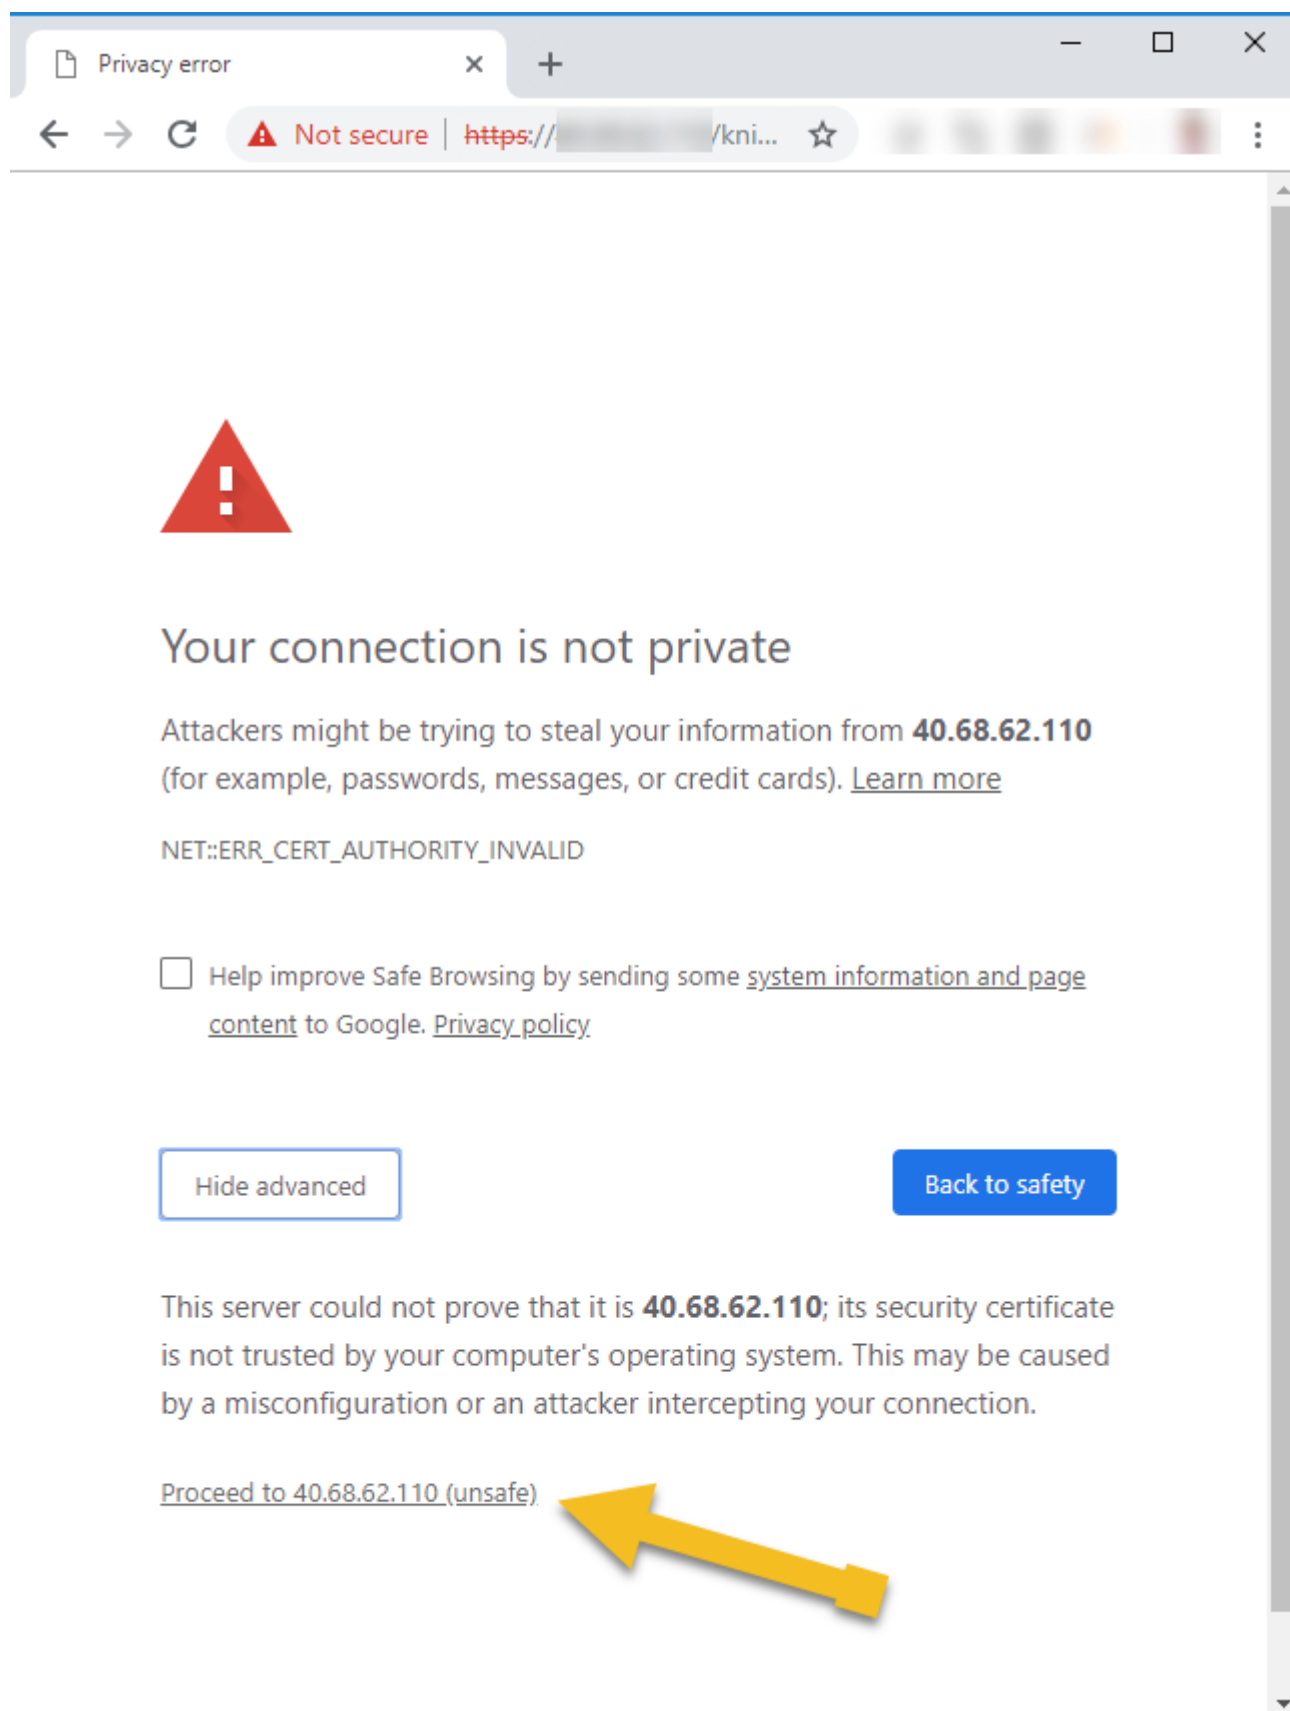 Privacy error
Not secure
https://
/kni...
Your connection is not private
Attackers might be trying to steal your information from 40.68.62.110
(for example, passwords, messages, or credit cards). Learn more
NET::ERR_CERT_AUTHORITY_INVALID
Help improve Safe Browsing by sending some system information and page
content to Google. Privacy policy
Hide advanced
Back to safety
This server could not prove that it is 40.68.62.110; its security certificate
is not trusted by your computer's operating system. This may be caused
by a misconfiguration or an attacker intercepting your connection.
Proceed to 40.68.62.110 (unsafe)